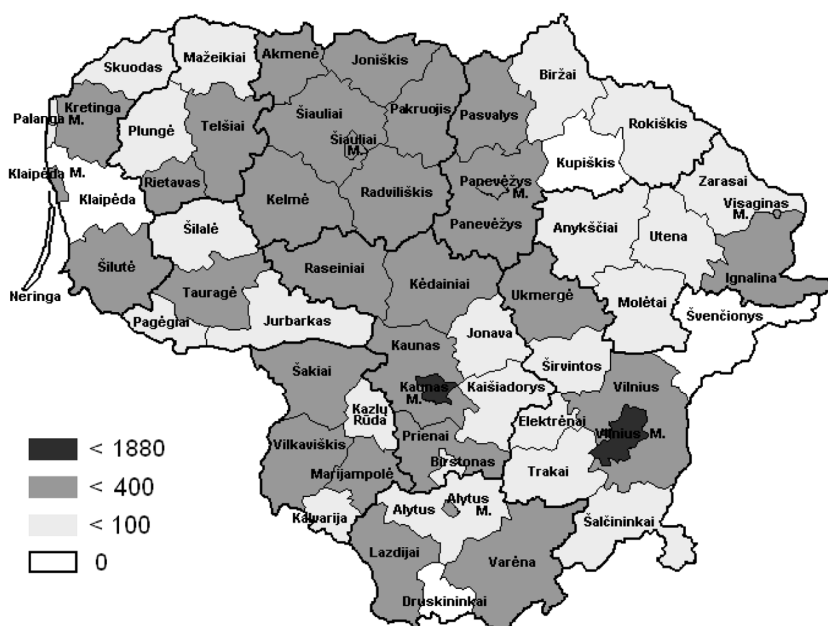 Skuodas
Mažeikiai
Akmenė
Joniškis
Biržai
Kretinga
M.
Palanga
Plungė
Telšiai
Šiauliai
Šiauliai
M.
Pakruojis
Pasvalys
Rokiškis
Kupiškis
Klaipėda M.
Klaipėda
Rietavas
Kelmė
Radviliškis
Panevėžys
M.
Panevėžys
Zarasai
Visaginas
M.
Anykščiai
Utena
Ignalina
Šilalė
Šilutė
Neringa
Tauragė
Raseiniai
Kėdainiai
Ukmergė
Molėtai
Švenčionys
Pagėgiai
Jurbarkas
Jonava
Kaunas
Širvintos
Šakiai
Kaunas
M.
Kaišiadorys
Vilnius
Kazlų
Rūda
Elektrėnai
Vilnius M.
Vilkaviškis
Prienai
Birštonas
Marijampolė
Trakai
Kalvarija
Alytus
Alytus
M.
Šalčininkai
Lazdijai
Varėna
Druskininkai
< 1880
< 400
< 100
0